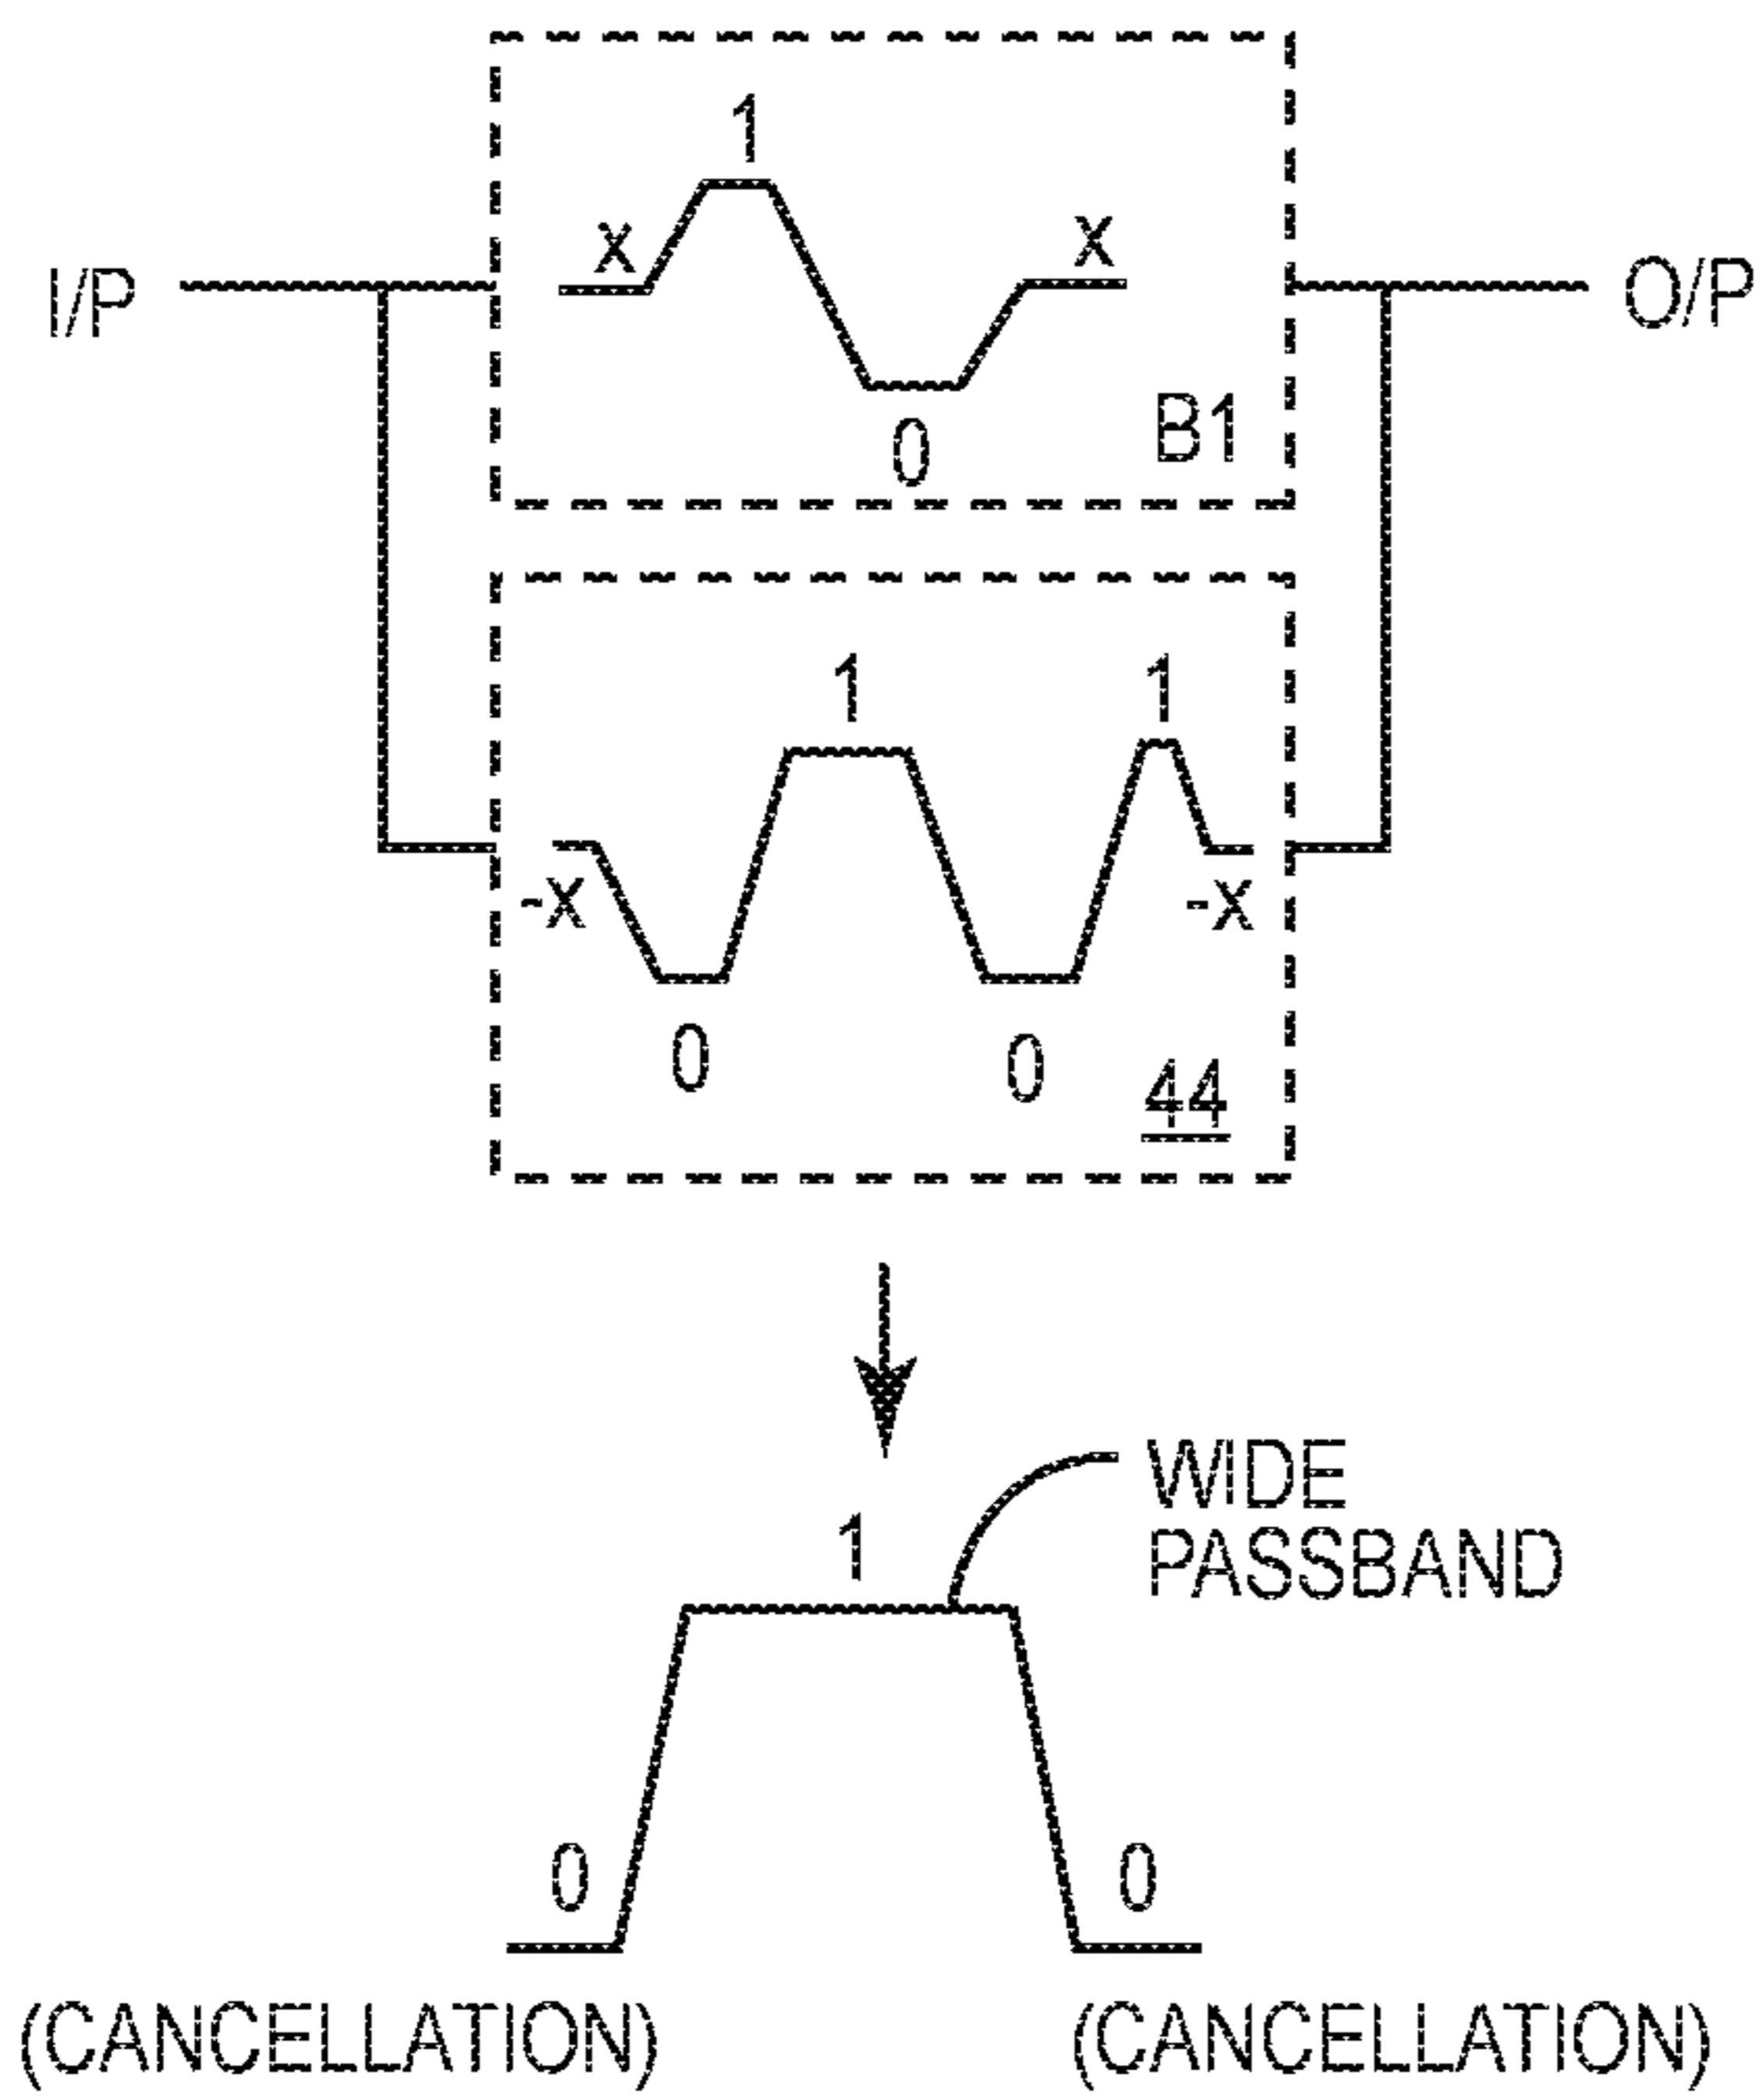 1
x
x
I/P
O/P
0
B1
1
1
-x
-x
0
0
44
WIDE
PASSBAND
1
0
0
(CANCELLATION)
(CANCELLATION)